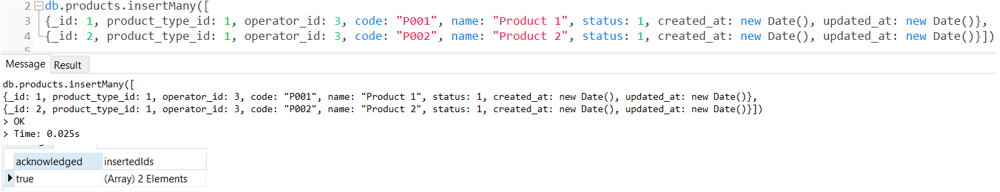 2 db.products.insertMany([
3 {_id: 1, product_type_id: 1, operator_id: 3, code: "P001", name: "Product 1", status: 1, created_at: new Date(), updated_at: new Date()},
4 {_id: 2, product_type_id: 1, operator_id: 3, code: "P002", name: "Product 2", status: 1, created_at: new Date(), updated_at: new Date()}])
5
Message Result
db.products.insertMany([
{_id: 1, product_type_id: 1, operator_id: 3, code: "P001", name: "Product 1", status: 1, created_at: new Date(), updated_at: new Date()},
{_id: 2, product_type_id: 1, operator_id: 3, code: "P002", name: "Product 2", status: 1, created_at: new Date(), updated_at: new Date()}])
> OK
> Time: 0.025s
acknowledged insertedIds
true (Array) 2 Elements